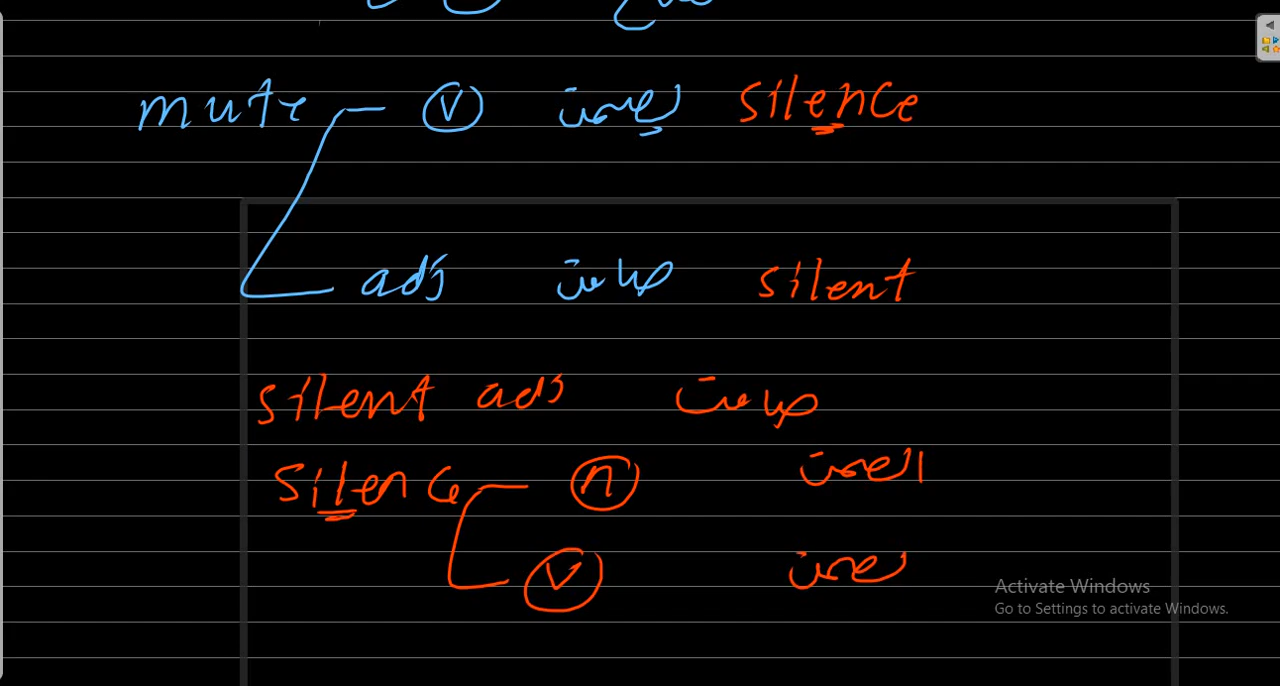 mute v يصمت silence
adj صامت silent
silent adj صامت
silence n الصمت
v يصمت
Activate Windows
Go to Settings to activate Windows.